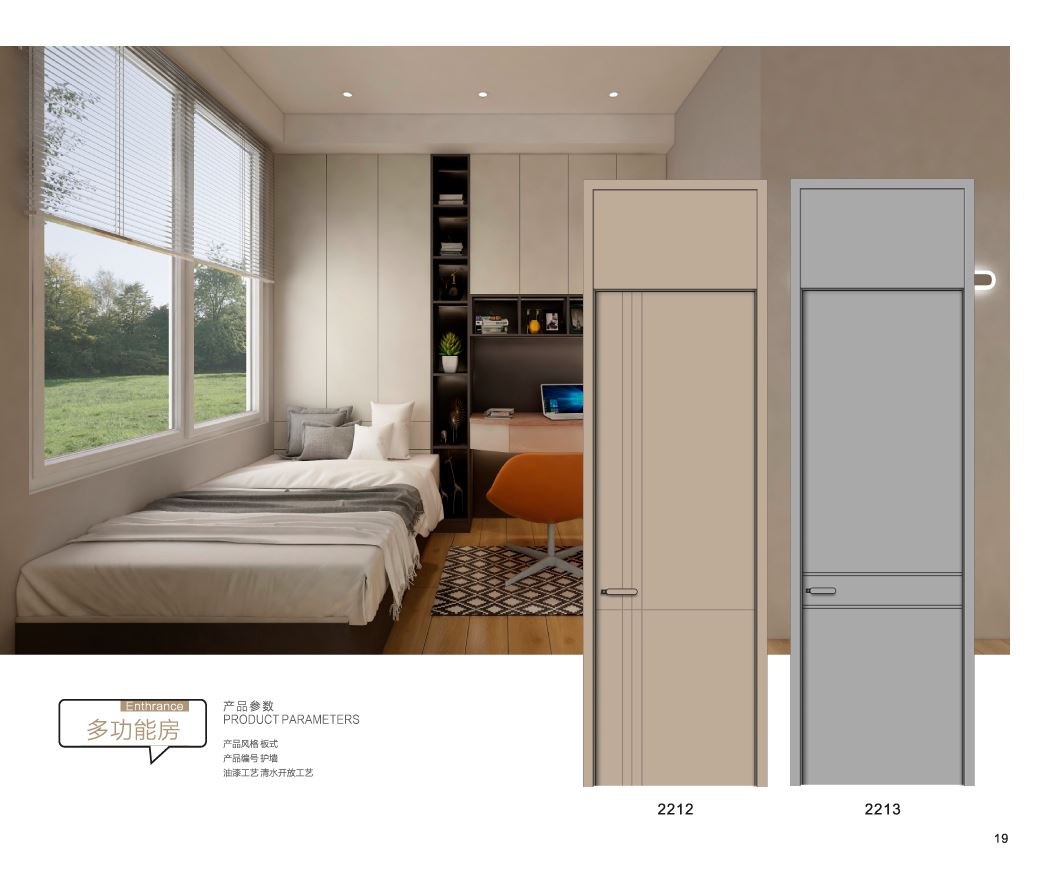 Enthrance
多功能房
产品参数
PRODUCT PARAMETERS
产品风格 板式
产品编号 护墙
油漆工艺 清水开放工艺
2212
2213
19